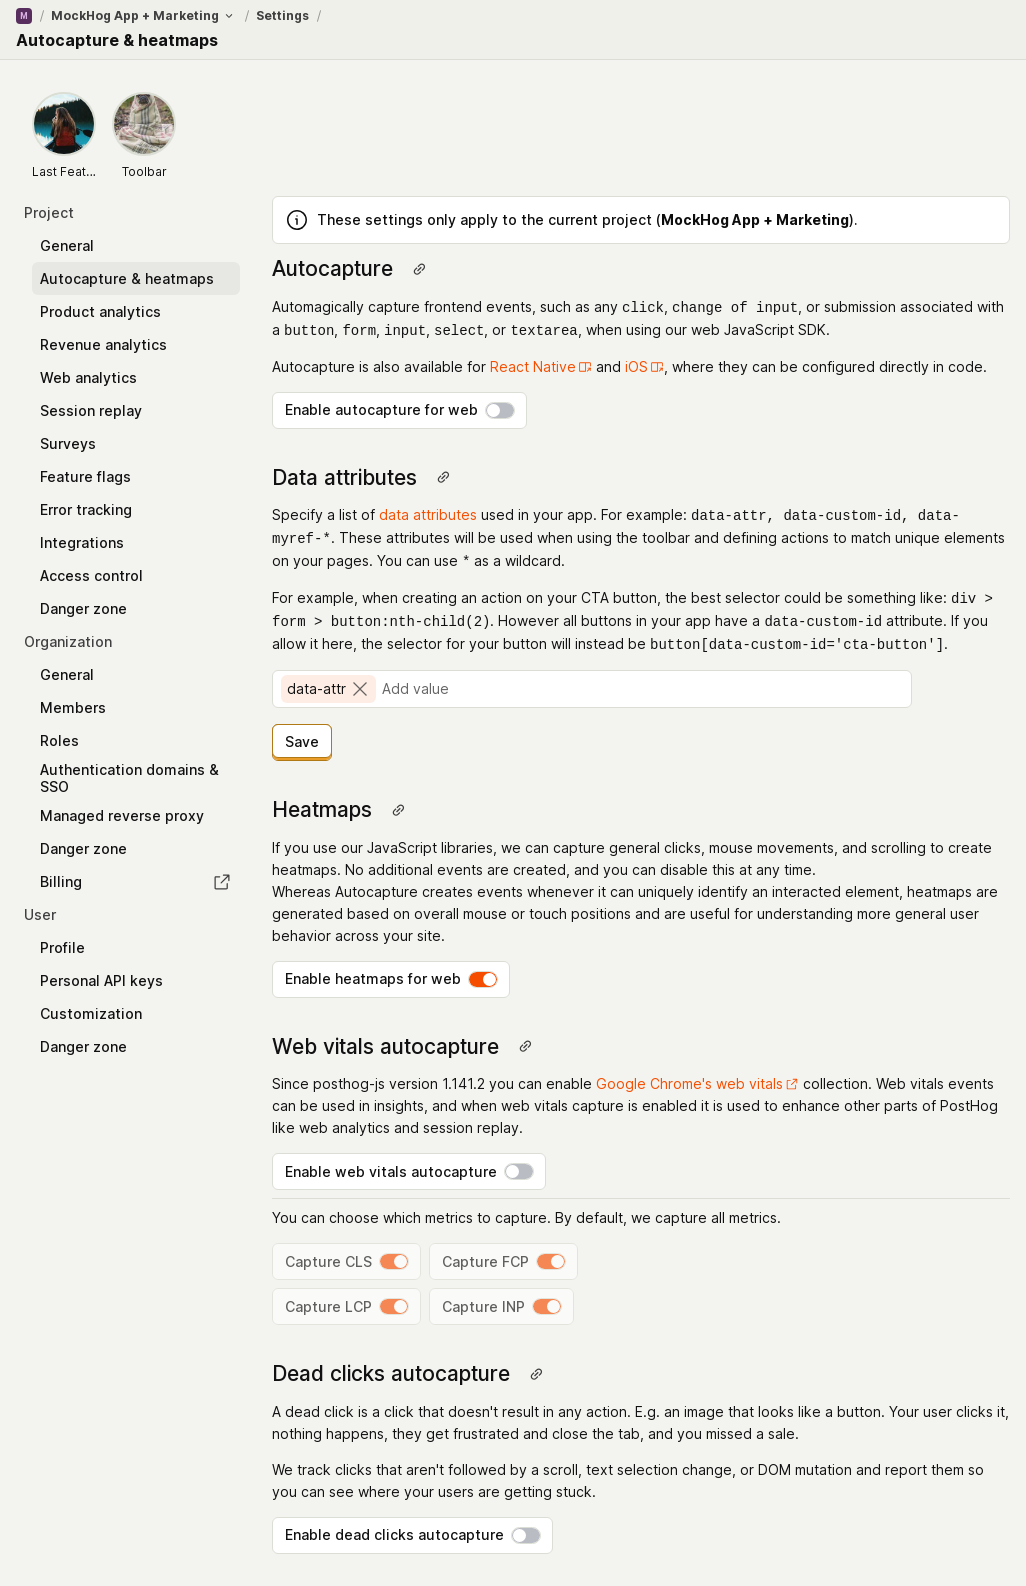 M / MockHog App + Marketing / Settings /
Autocapture & heatmaps
Last Feat... Toolbar
Project
General
Autocapture & heatmaps
Product analytics
Revenue analytics
Web analytics
Session replay
Surveys
Feature flags
Error tracking
Integrations
Access control
Danger zone
Organization
General
Members
Roles
Authentication domains &
SSO
Managed reverse proxy
Danger zone
Billing
User
Profile
Personal API keys
Customization
Danger zone
These settings only apply to the current project (MockHog App + Marketing).
Autocapture
Automagically capture frontend events, such as any click, change of input, or submission associated with
a button, form, input, select, or textarea, when using our web JavaScript SDK.
Autocapture is also available for React Native and iOS, where they can be configured directly in code.
Enable autocapture for web
Data attributes
Specify a list of data attributes used in your app. For example: data-attr, data-custom-id, data-
myref-*. These attributes will be used when using the toolbar and defining actions to match unique elements
on your pages. You can use * as a wildcard.
For example, when creating an action on your CTA button, the best selector could be something like: div >
form > button:nth-child(2). However all buttons in your app have a data-custom-id attribute. If you
allow it here, the selector for your button will instead be button[data-custom-id='cta-button'].
data-attr Add value
Save
Heatmaps
If you use our JavaScript libraries, we can capture general clicks, mouse movements, and scrolling to create
heatmaps. No additional events are created, and you can disable this at any time.
Whereas Autocapture creates events whenever it can uniquely identify an interacted element, heatmaps are
generated based on overall mouse or touch positions and are useful for understanding more general user
behavior across your site.
Enable heatmaps for web
Web vitals autocapture
Since posthog-js version 1.141.2 you can enable Google Chrome's web vitals collection. Web vitals events
can be used in insights, and when web vitals capture is enabled it is used to enhance other parts of PostHog
like web analytics and session replay.
Enable web vitals autocapture
You can choose which metrics to capture. By default, we capture all metrics.
Capture CLS Capture FCP
Capture LCP Capture INP
Dead clicks autocapture
A dead click is a click that doesn't result in any action. E.g. an image that looks like a button. Your user clicks it,
nothing happens, they get frustrated and close the tab, and you missed a sale.
We track clicks that aren't followed by a scroll, text selection change, or DOM mutation and report them so
you can see where your users are getting stuck.
Enable dead clicks autocapture